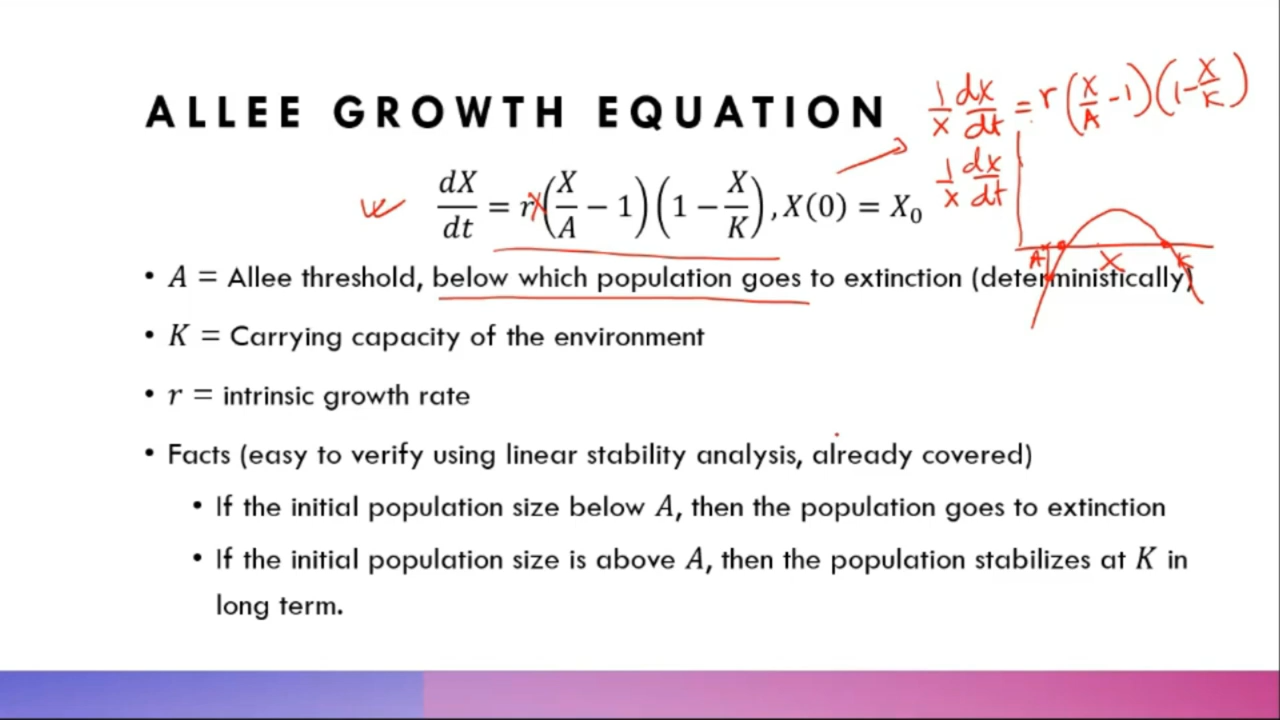 ALLEE GROWTH EQUATION
1/x dx/dt = r(x/A - 1)(1 - x/K)
dX/dt = rX(X/A − 1)(1 − X/K), X(0) = X₀
1/x dx/dt
A X K
• A = Allee threshold, below which population goes to extinction (deterministically)
• K = Carrying capacity of the environment
• r = intrinsic growth rate
• Facts (easy to verify using linear stability analysis, already covered)
• If the initial population size below A, then the population goes to extinction
• If the initial population size is above A, then the population stabilizes at K in
long term.